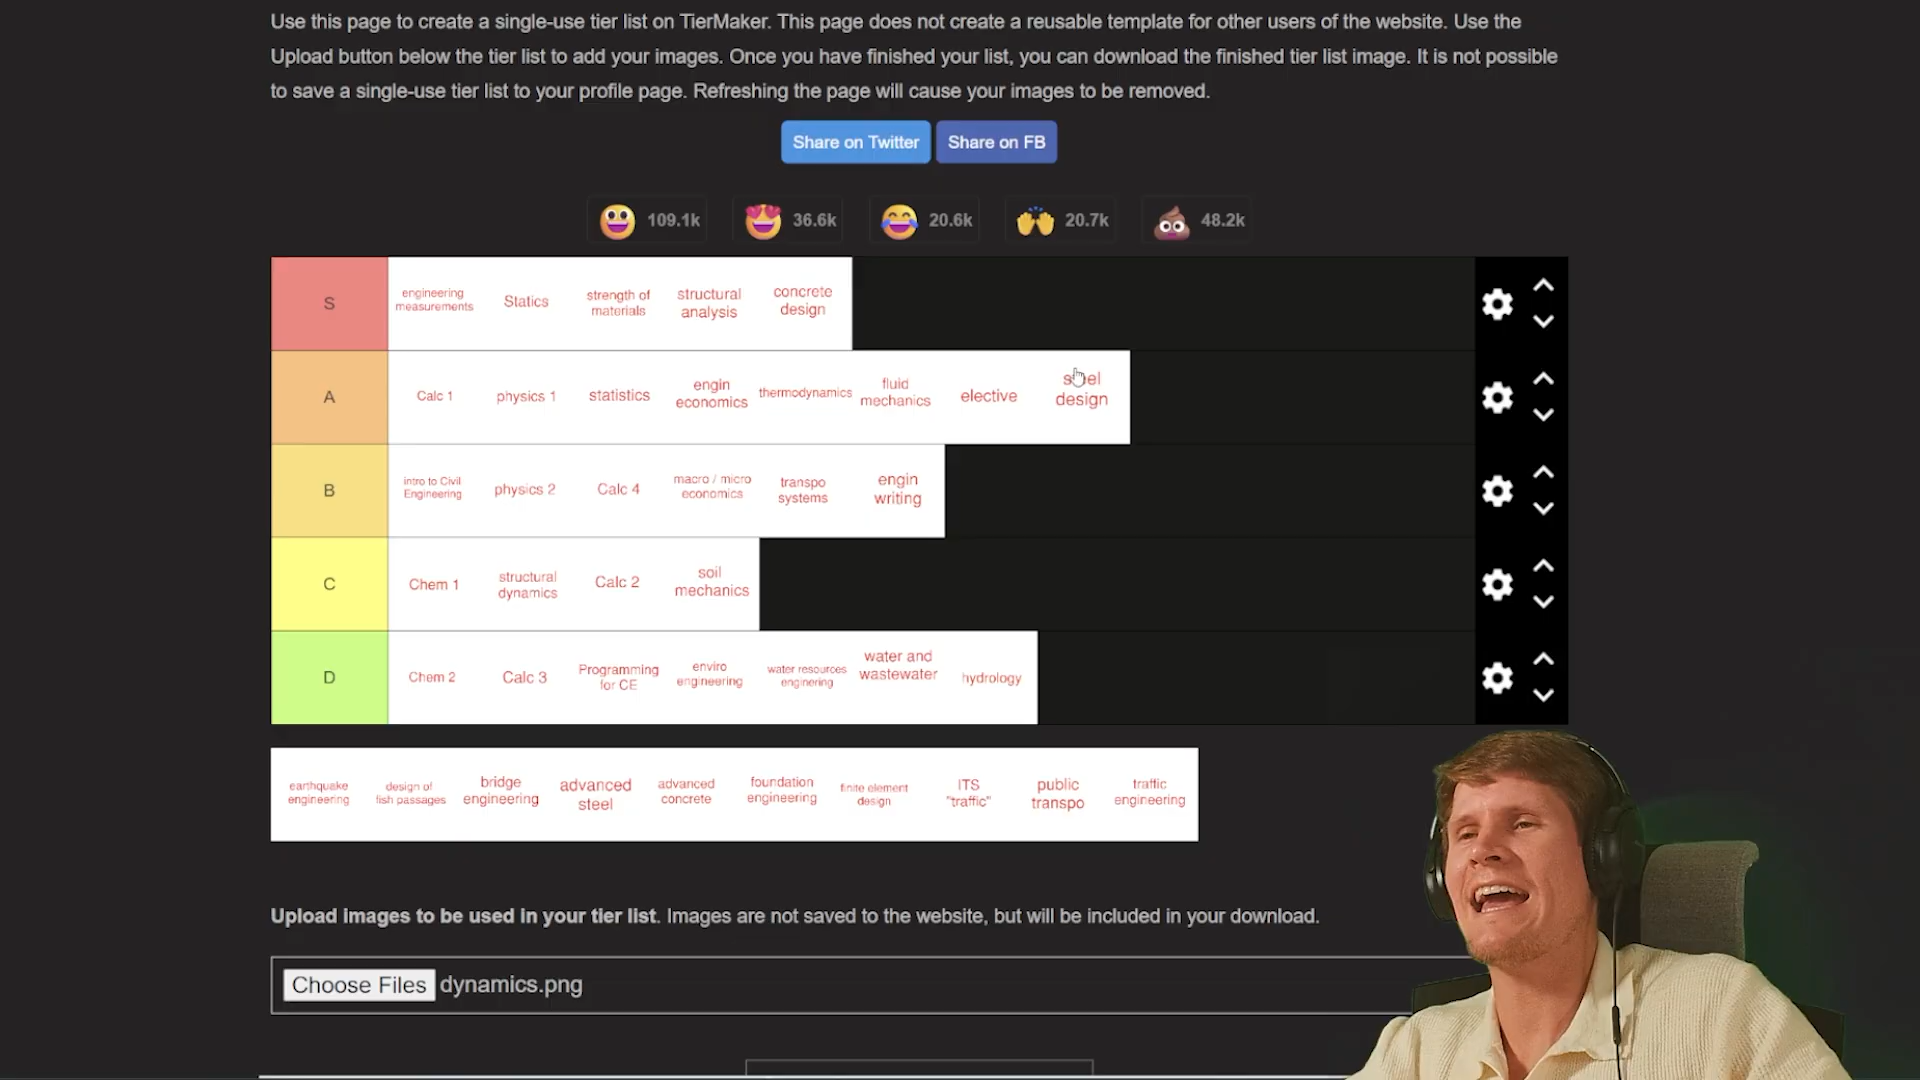 Use this page to create a single-use tier list on TierMaker. This page does not create a reusable template for other users of the website. Use the
Upload button below the tier list to add your images. Once you have finished your list, you can download the finished tier list image. It is not possible
to save a single-use tier list to your profile page. Refreshing the page will cause your images to be removed.
Share on Twitter
Share on FB
109.1k
36.6k
20.6k
20.7k
48.2k
S
engineering
measurements
Statics
strength of
materials
structural
analysis
concrete
design
A
Calc 1
physics 1
statistics
engin
economics
thermodynamics
fluid
mechanics
elective
design
B
intro to Civil
Engineering
physics 2
Calc 4
macro / micro
economics
transpo
systems
engin
writing
C
Chem 1
structural
dynamics
Calc 2
soil
mechanics
D
Chem 2
Calc 3
Programming
for CE
enviro
engineering
water resources
enginering
water and
wastewater
hydrology
earthquake
engineering
design of
fish passages
bridge
engineering
advanced
steel
advanced
concrete
foundation
engineering
finite element
design
ITS
"traffic"
public
transpo
traffic
engineering
Upload images to be used in your tier list. Images are not saved to the website, but will be included in your download.
Choose Files dynamics.png